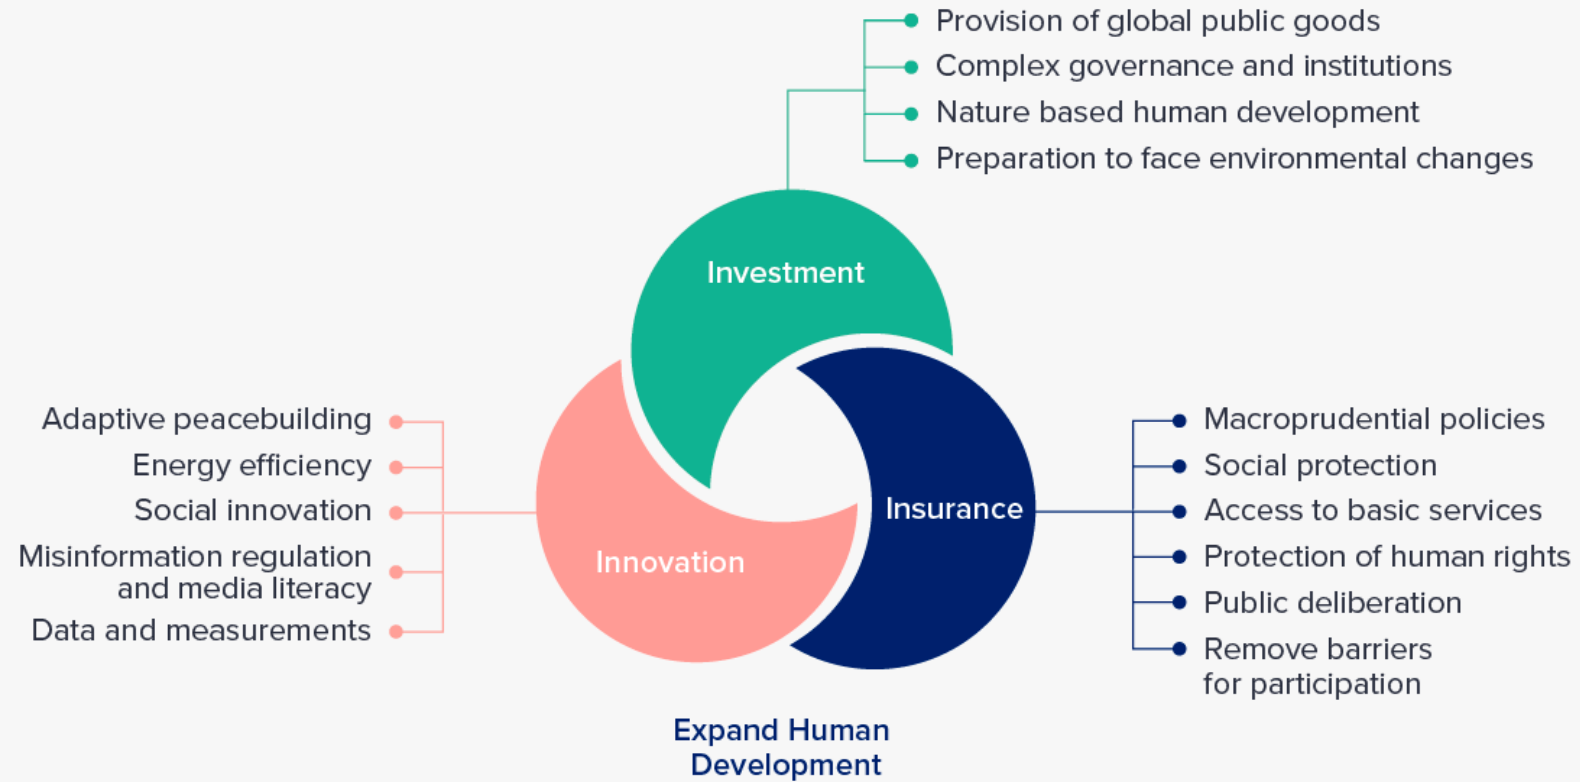 Provision of global public goods
Complex governance and institutions
Nature based human development
Preparation to face environmental changes
Investment
Adaptive peacebuilding
Energy efficiency
Social innovation
Misinformation regulation
and media literacy
Data and measurements
Innovation
Insurance
Macroprudential policies
Social protection
Access to basic services
Protection of human rights
Public deliberation
Remove barriers
for participation
Expand Human
Development